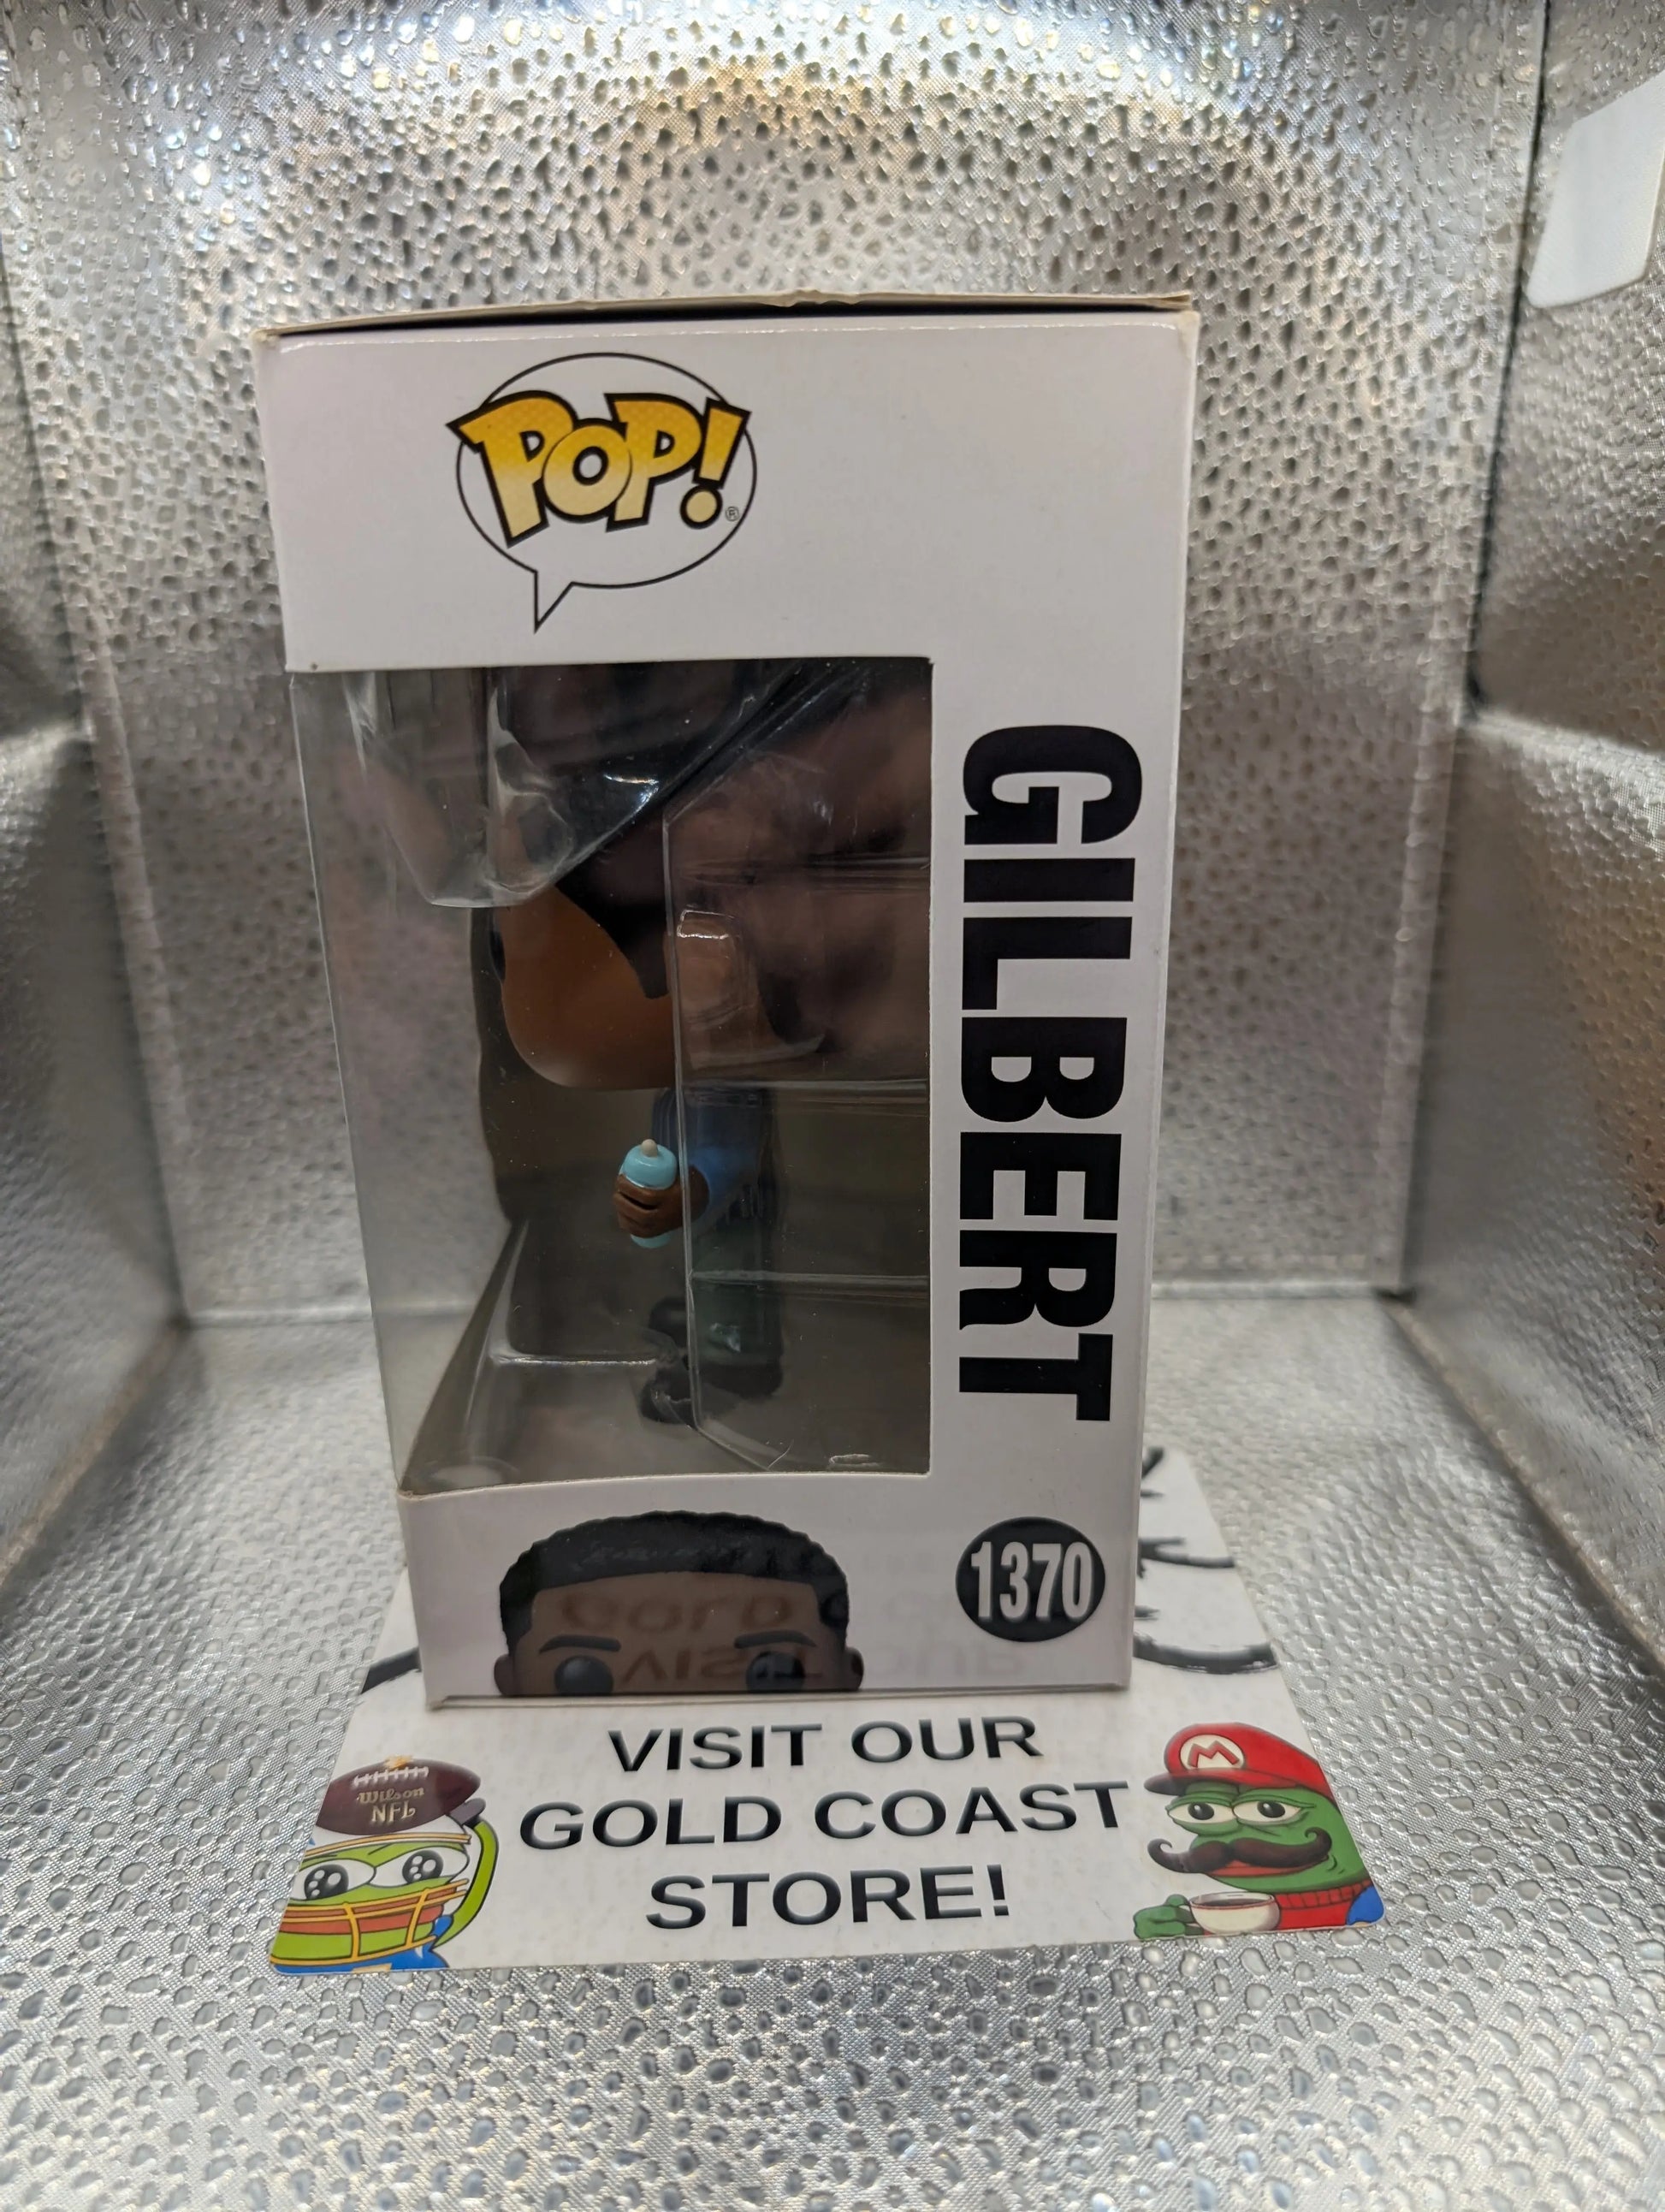 POP!®
GILBERT
1370
VISIT OUR
GOLD COAST
STORE!
Wilson
NFL
M